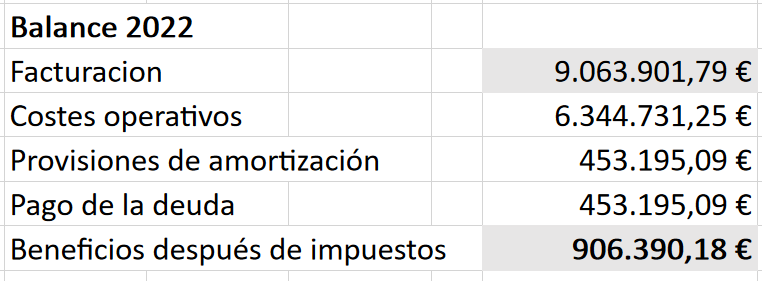 Balance 2022
Facturacion 9.063.901,79 €
Costes operativos 6.344.731,25 €
Provisiones de amortización 453.195,09 €
Pago de la deuda 453.195,09 €
Beneficios después de impuestos 906.390,18 €